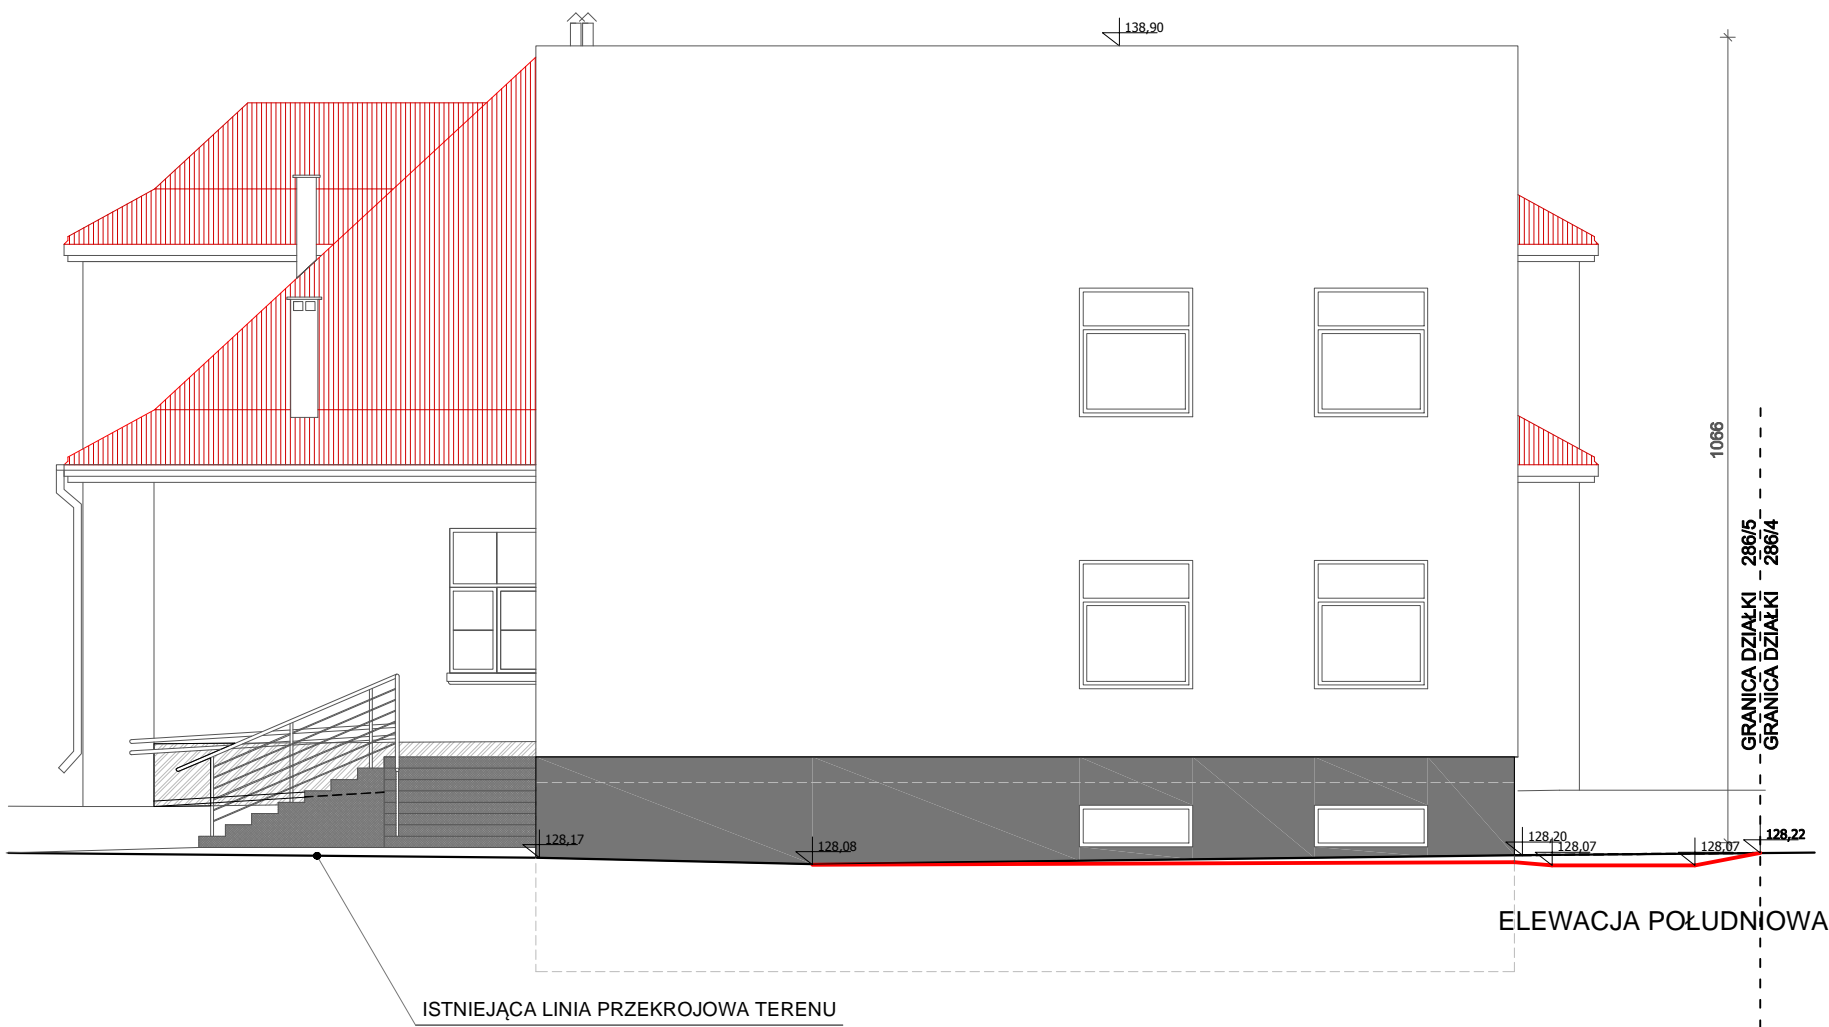 138,90
1066
GRANICA DZIAŁKI 286/5
GRANICA DZIAŁKI 286/4
128,17
128,08
128,20
128,07
128,07
128,22
ELEWACJA POŁUDNIOWA
ISTNIEJĄCA LINIA PRZEKROJOWA TERENU